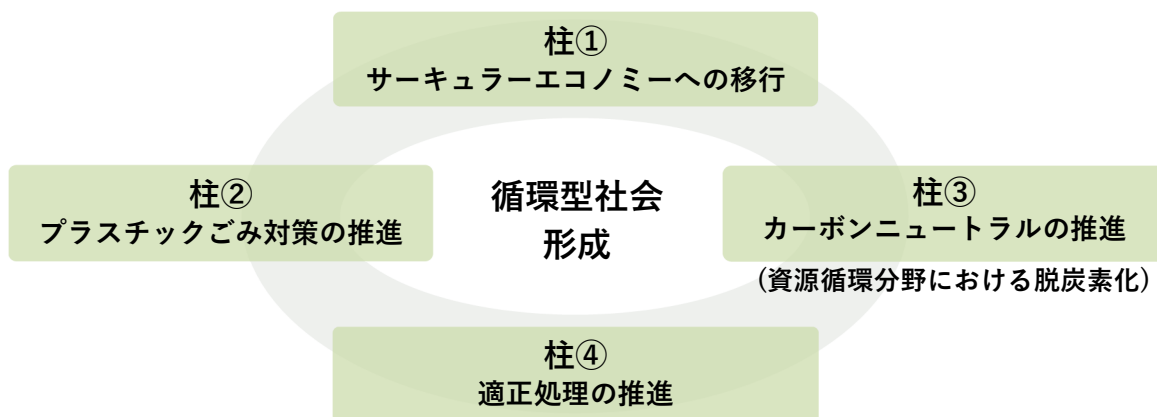 柱①
サーキュラーエコノミーへの移行
柱②
プラスチックごみ対策の推進
循環型社会
形成
柱③
カーボンニュートラルの推進
(資源循環分野における脱炭素化)
柱④
適正処理の推進